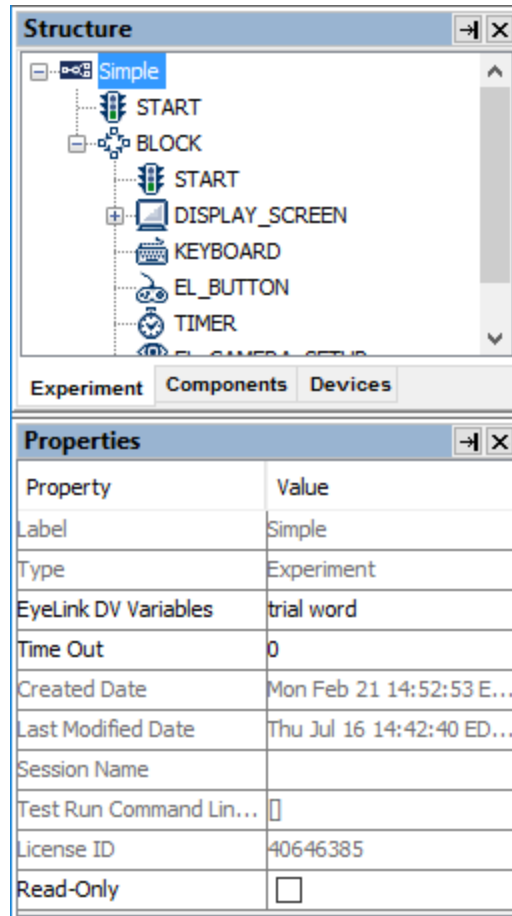 Structure
Simple
START
BLOCK
START
DISPLAY_SCREEN
KEYBOARD
EL_BUTTON
TIMER
EL_CAMERA_SETUP
Experiment Components Devices
Properties
Property Value
Label Simple
Type Experiment
EyeLink DV Variables trial word
Time Out 0
Created Date Mon Feb 21 14:52:53 E...
Last Modified Date Thu Jul 16 14:42:40 ED...
Session Name
Test Run Command Lin... []
License ID 40646385
Read-Only